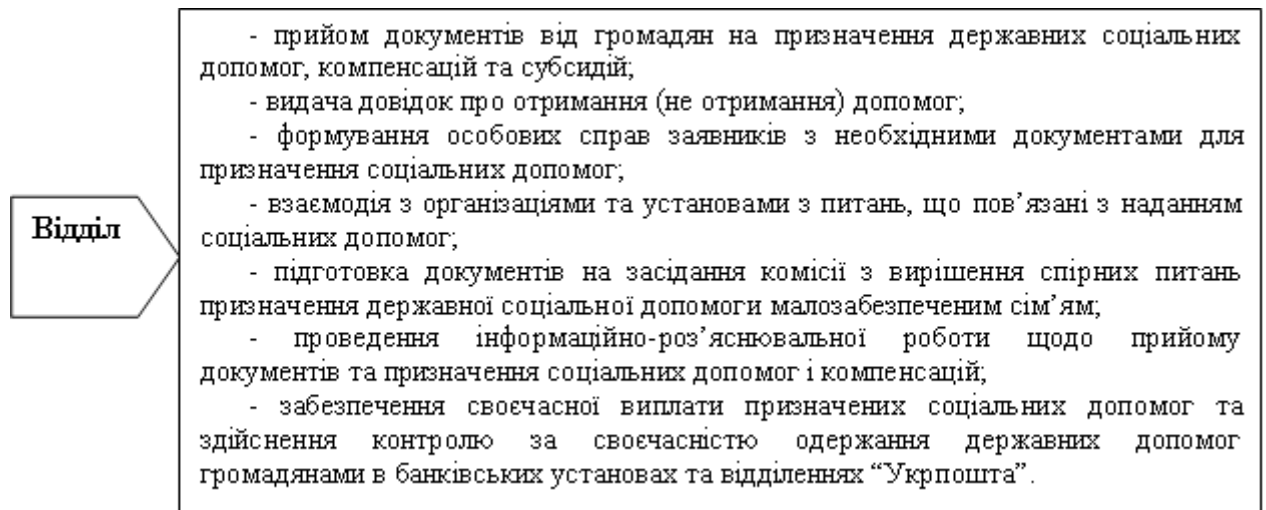 - прийом документів від громадян на призначення державних соціальних
допомог, компенсацій та субсидій;
- видача довідок про отримання (не отримання) допомог;
- формування особових справ заявників з необхідними документами для
призначення соціальних допомог;
- взаємодія з організаціями та установами з питань, що пов’язані з наданням
соціальних допомог;
Відділ
- підготовка документів на засідання комісії з вирішення спірних питань
призначення державної соціальної допомоги малозабезпеченим сім’ям;
- проведення інформаційно-роз’яснювальної роботи щодо прийому
документів та призначення соціальних допомог і компенсацій;
- забезпечення своєчасної виплати призначених соціальних допомог та
здійснення контролю за своєчасністю одержання державних допомог
громадянами в банківських установах та відділеннях “Укрпошта”.